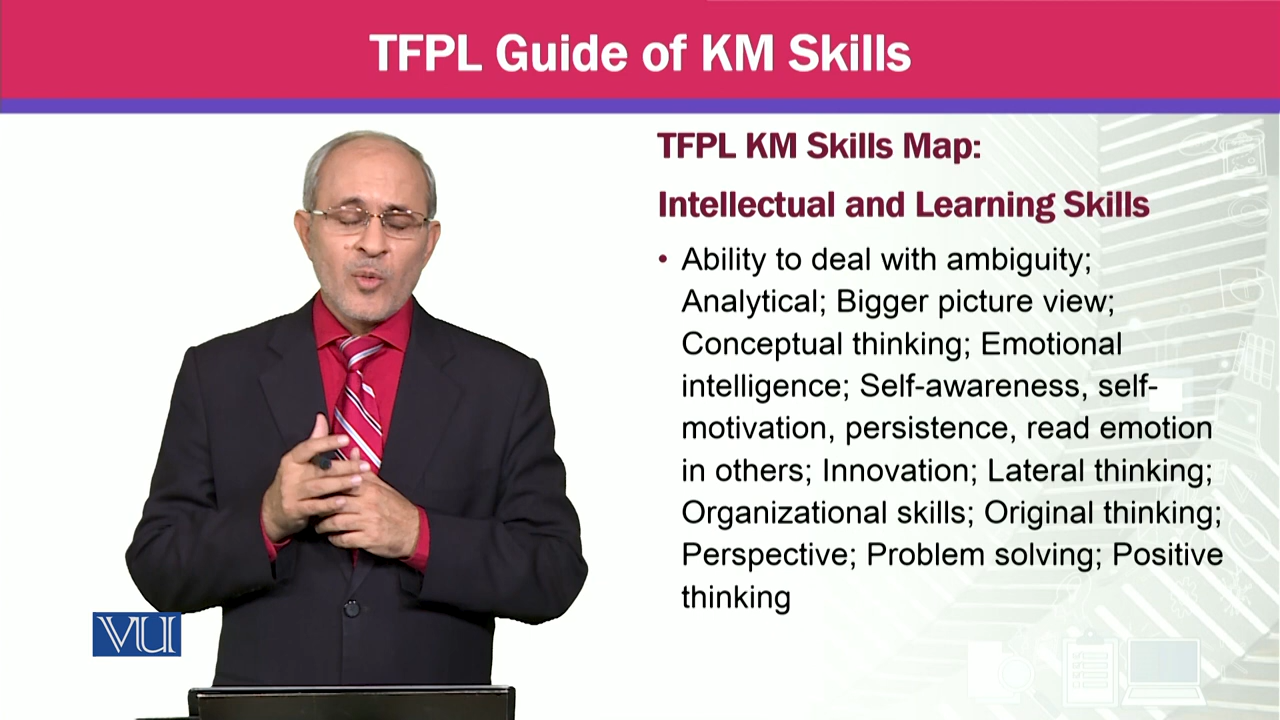 TFPL Guide of KM Skills
TFPL KM Skills Map:
Intellectual and Learning Skills
• Ability to deal with ambiguity;
Analytical; Bigger picture view;
Conceptual thinking; Emotional
intelligence; Self-awareness, self-
motivation, persistence, read emotion
in others; Innovation; Lateral thinking;
Organizational skills; Original thinking;
Perspective; Problem solving; Positive
thinking
VU